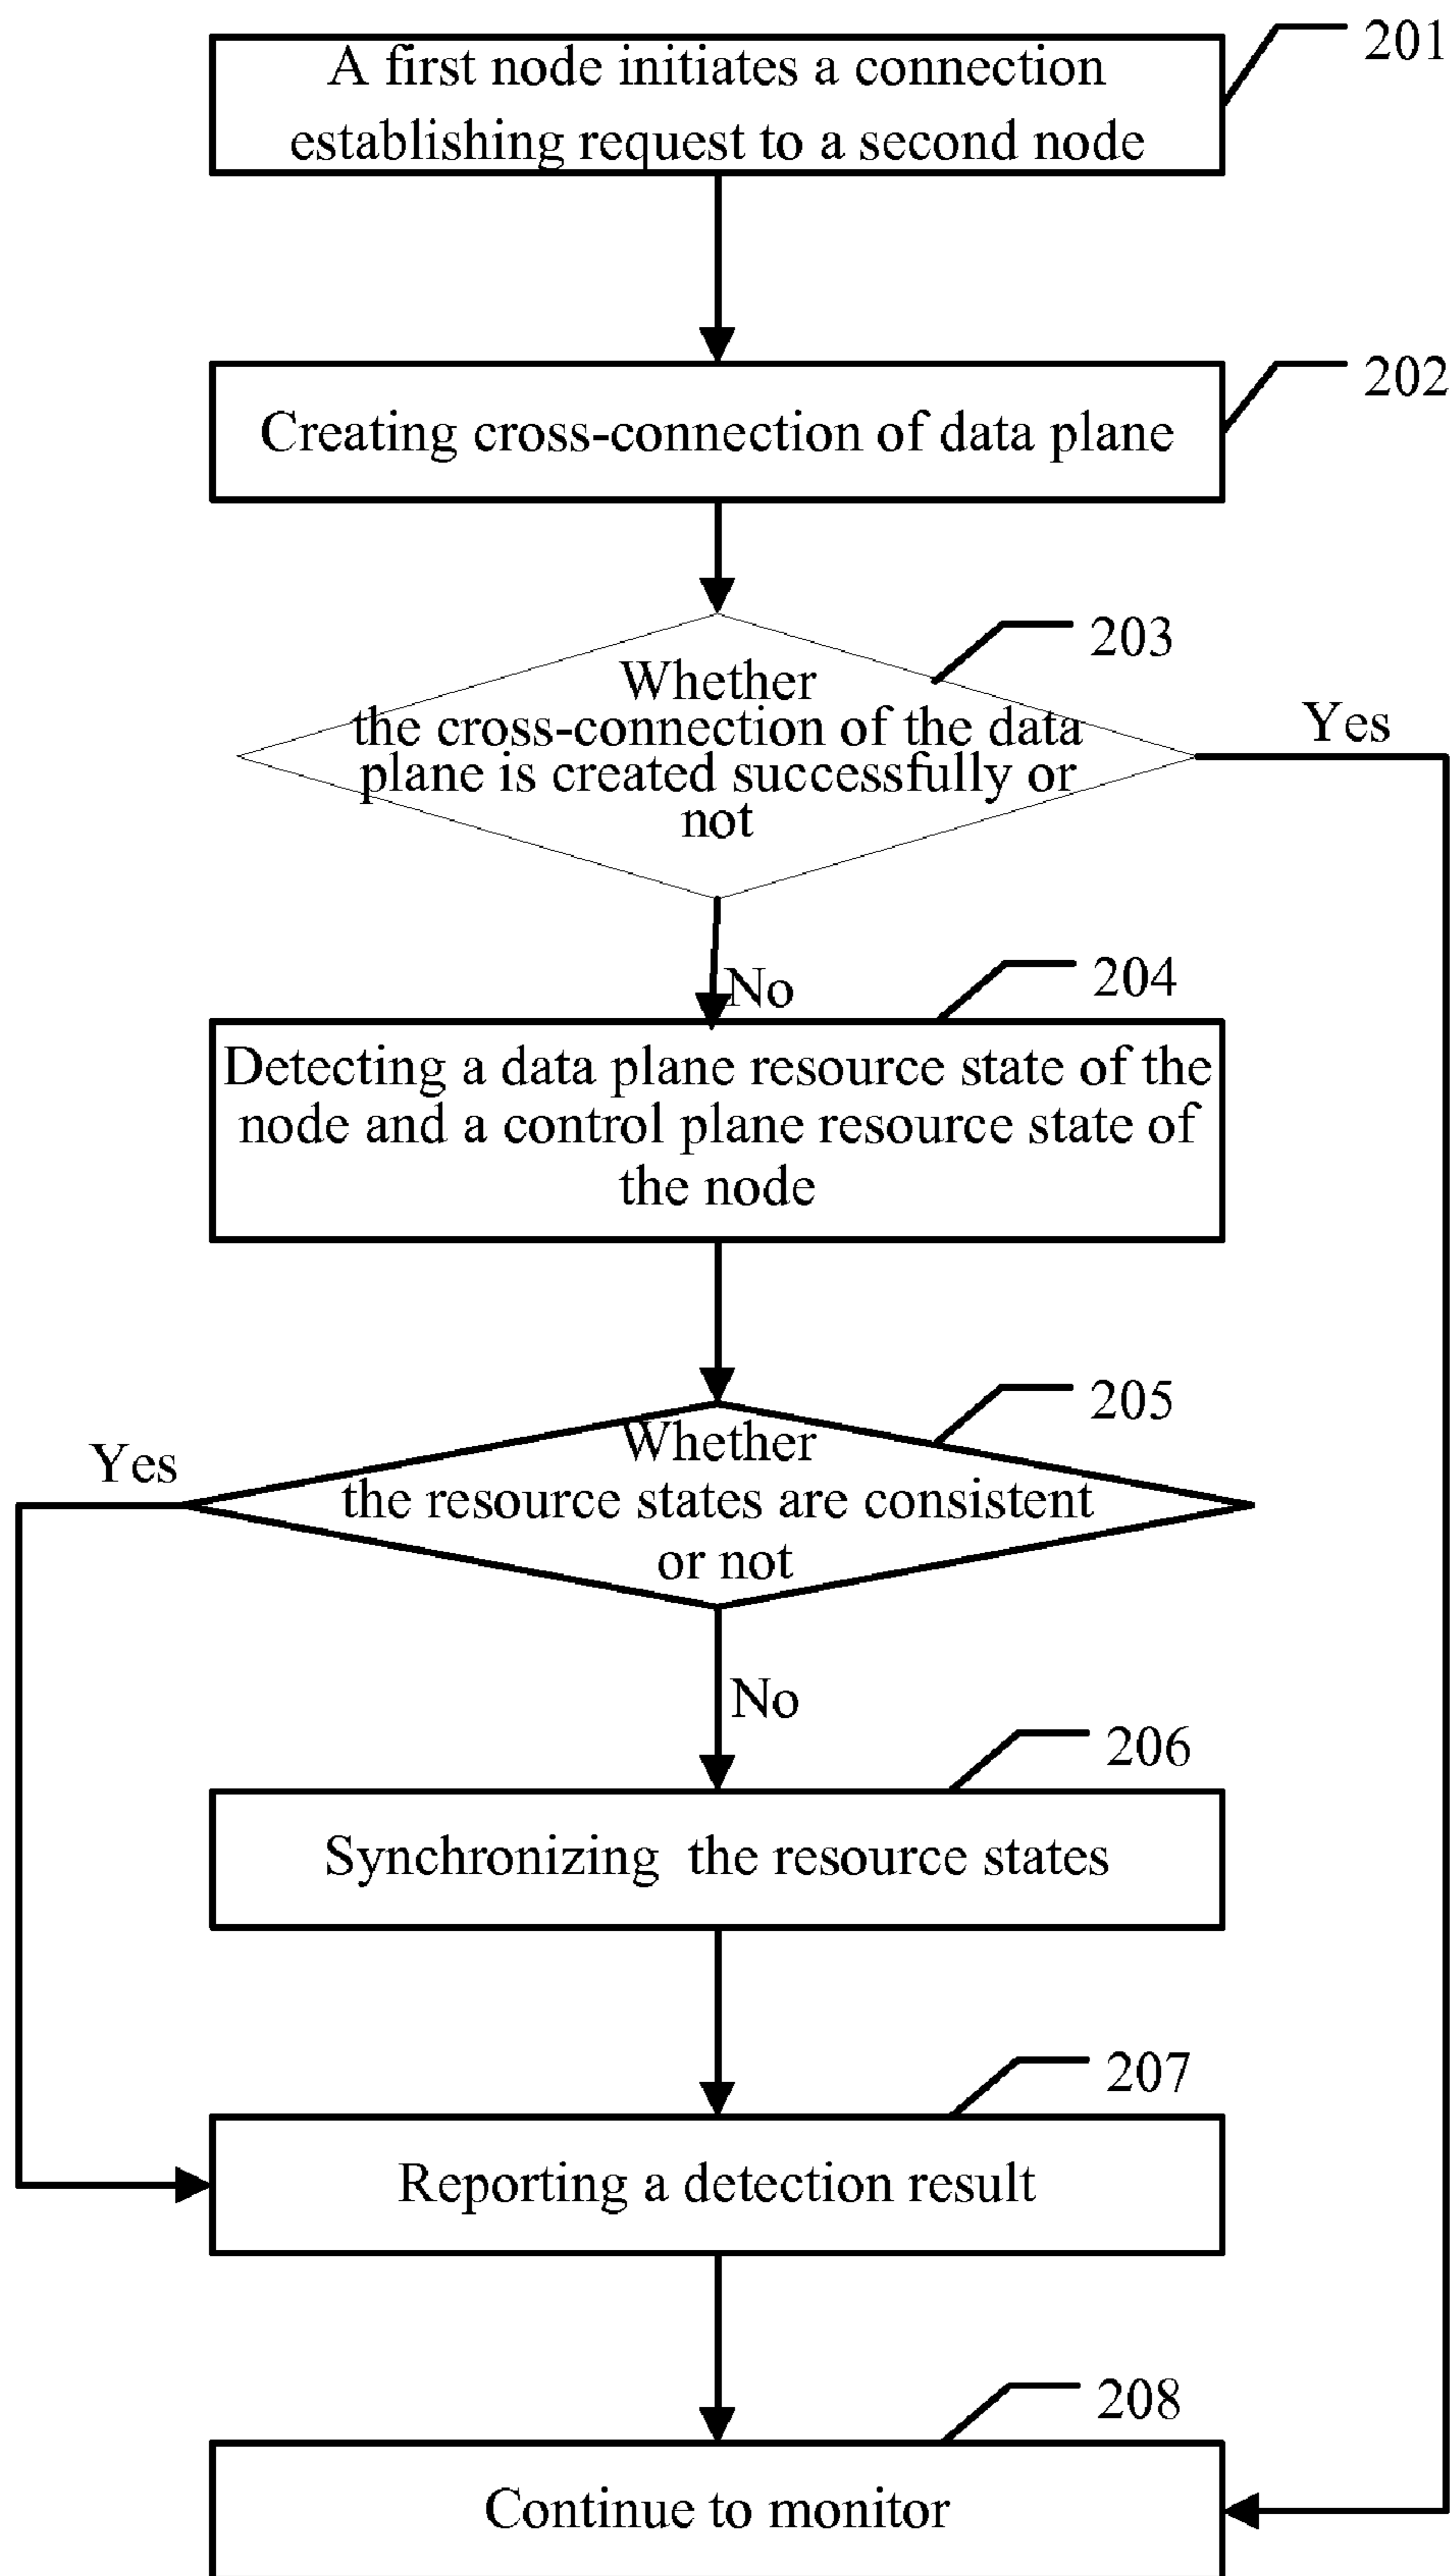 A first node initiates a connection
establishing request to a second node
201
Creating cross-connection of data plane
202
Whether
the cross-connection of the data
plane is created successfully or
not
203
Yes
No
204
Detecting a data plane resource state of the
node and a control plane resource state of
the node
205
Whether
the resource states are consistent
or not
Yes
No
206
Synchronizing the resource states
207
Reporting a detection result
208
Continue to monitor